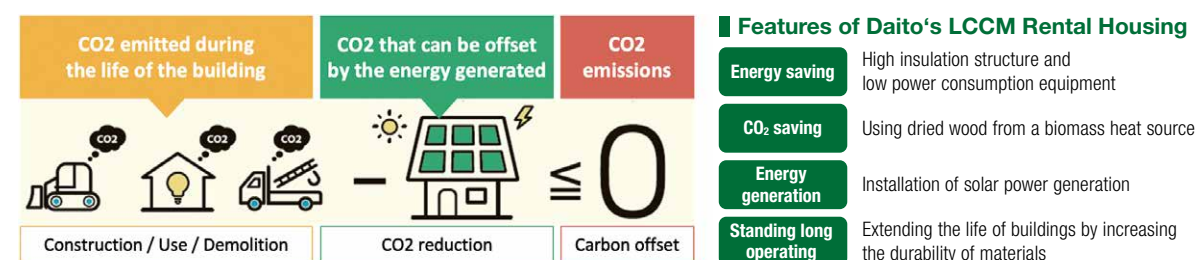 CO2 emitted during
the life of the building
CO2 that can be offset
by the energy generated
CO2
emissions
CO2
CO2
CO2
− ≦ 0
Construction / Use / Demolition
CO2 reduction
Carbon offset
Features of Daito‘s LCCM Rental Housing
Energy saving
High insulation structure and
low power consumption equipment
CO₂ saving
Using dried wood from a biomass heat source
Energy
generation
Installation of solar power generation
Standing long
operating
Extending the life of buildings by increasing
the durability of materials